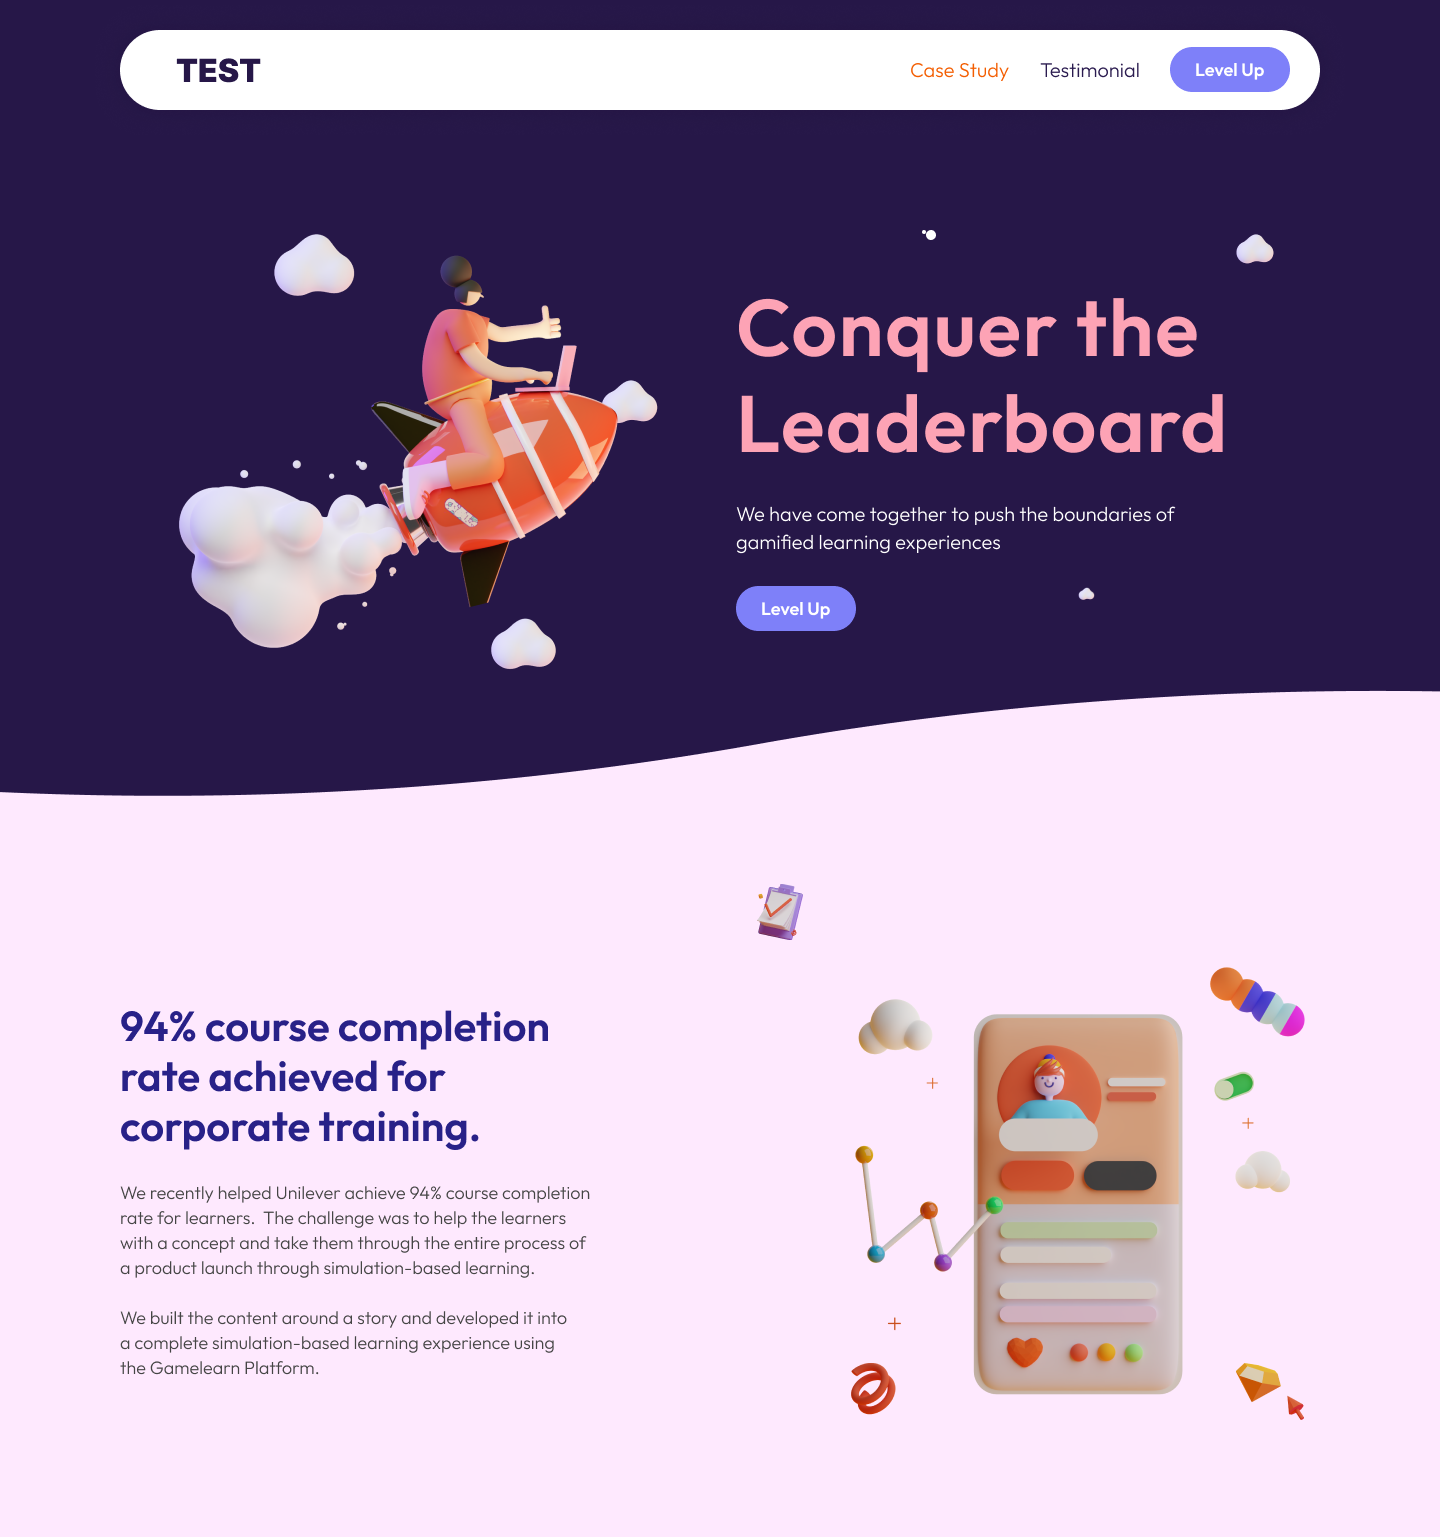 TEST
Case Study
Testimonial
Level Up
Conquer the
Leaderboard
We have come together to push the boundaries of
gamified learning experiences
Level Up
94% course completion
rate achieved for
corporate training.
We recently helped Unilever achieve 94% course completion
rate for learners.  The challenge was to help the learners
with a concept and take them through the entire process of
a product launch through simulation-based learning.
We built the content around a story and developed it into
a complete simulation-based learning experience using
the Gamelearn Platform.